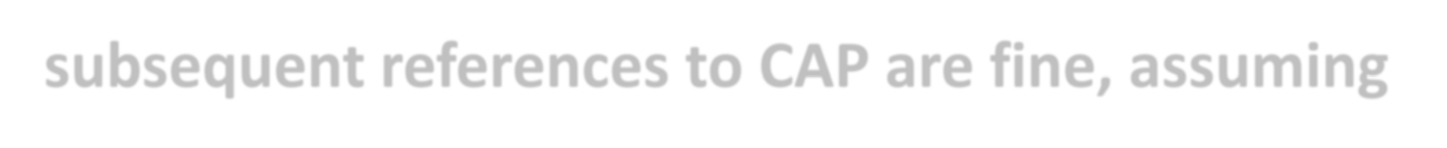 subsequent references to CAP are fine, assuming